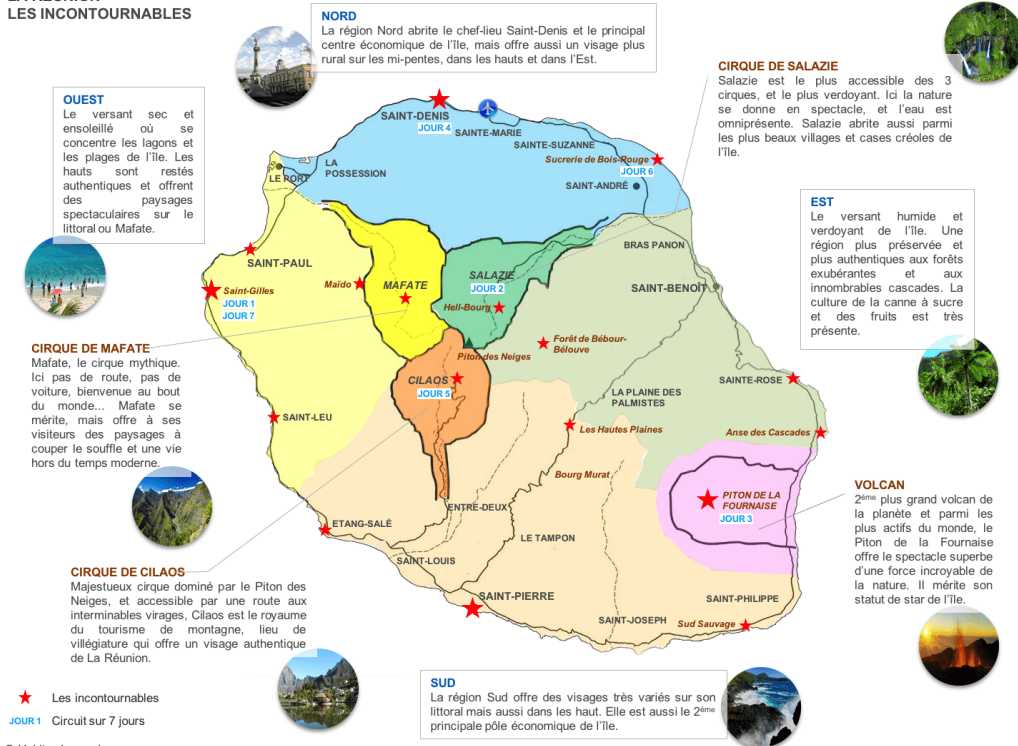 LA RÉUNION
LES INCONTOURNABLES
NORD
La région Nord abrite le chef-lieu Saint-Denis et le principal
centre économique de l'île, mais offre aussi un visage plus
rural sur les mi-pentes, dans les hauts et dans l'Est.
CIRQUE DE SALAZIE
Salazie est le plus accessible des 3
cirques, et le plus verdoyant. Ici la nature
se donne en spectacle, et l'eau est
omniprésente. Salazie abrite aussi parmi
les plus beaux villages et cases créoles de
l'île.
OUEST
Le versant sec et
ensoleillé où se
concentre les lagons et
les plages de l'île. Les
hauts sont restés
authentiques et offrent
des paysages
spectaculaires sur le
littoral ou Mafate.
EST
Le versant humide et
verdoyant de l'île. Une
région plus préservée et
plus authentiques aux forêts
exubérantes et aux
innombrables cascades. La
culture de la canne à sucre
et des fruits est très
présente.
SAINT-DENIS
JOUR 4
SAINTE-MARIE
SAINTE-SUZANNE
Sucrerie de Bois-Rouge
JOUR 6
SAINT-ANDRÉ
LA
POSSESSION
LE PORT
BRAS PANON
SAINT-PAUL
Maïdo
MAFATE
SALAZIE
JOUR 2
Hell-Bourg
SAINT-BENOÎT
Saint-Gilles
JOUR 1
JOUR 7
Forêt de Bébour-
Bélouve
Piton des Neiges
CILAOS
JOUR 5
SAINTE-ROSE
LA PLAINE DES
PALMISTES
SAINT-LEU
Les Hautes Plaines
Anse des Cascades
Bourg Murat
PITON DE LA
FOURNAISE
JOUR 3
ENTRE-DEUX
ETANG-SALÉ
LE TAMPON
SAINT-LOUIS
SAINT-PIERRE
SAINT-PHILIPPE
SAINT-JOSEPH
Sud Sauvage
CIRQUE DE MAFATE
Mafate, le cirque mythique.
Ici pas de route, pas de
voiture, bienvenue au bout
du monde... Mafate se
mérite, mais offre à ses
visiteurs des paysages à
couper le souffle et une vie
hors du temps moderne.
VOLCAN
2ème plus grand volcan de
la planète et parmi les
plus actifs du monde, le
Piton de la Fournaise
offre le spectacle superbe
d'une force incroyable de
la nature. Il mérite son
statut de star de l'île.
CIRQUE DE CILAOS
Majestueux cirque dominé par le Piton des
Neiges, et accessible par une route aux
interminables virages, Cilaos est le royaume
du tourisme de montagne, lieu de
villégiature qui offre un visage authentique
de La Réunion.
SUD
La région Sud offre des visages très variés sur son
littoral mais aussi dans les haut. Elle est aussi le 2ème
principale pôle économique de l'île.
Les incontournables
JOUR 1 Circuit sur 7 jours